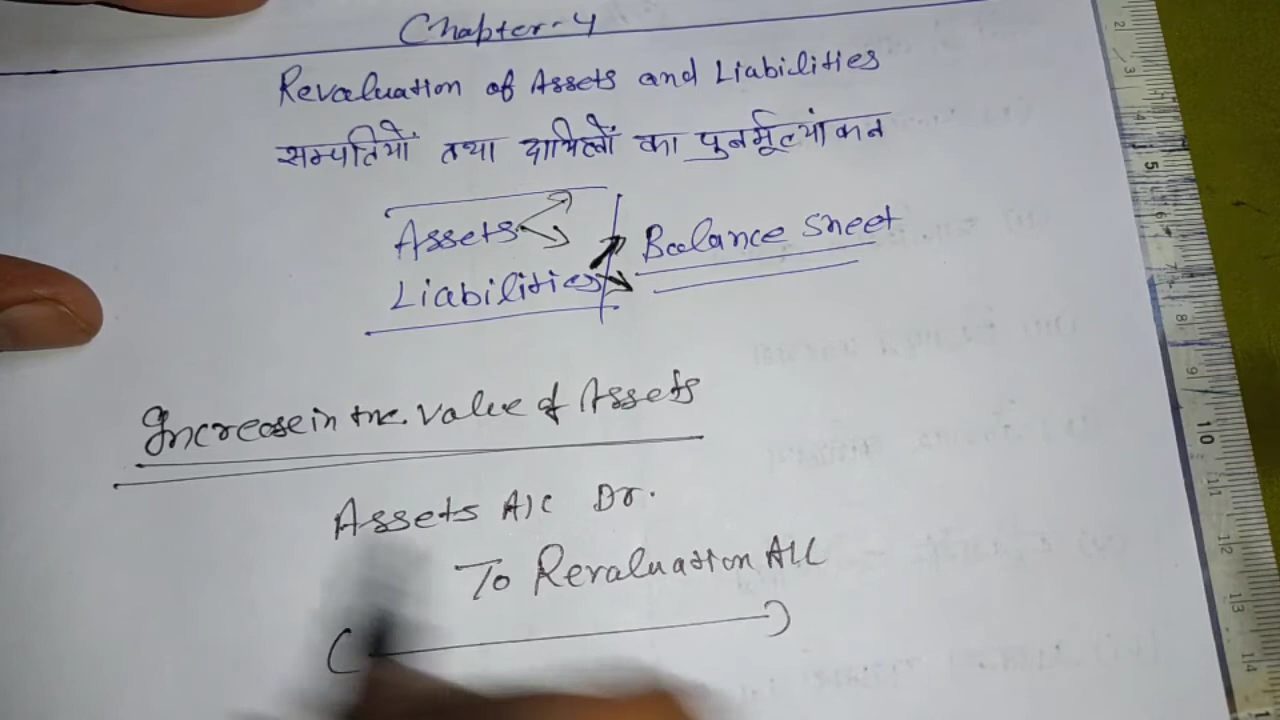 Chapter-4
Revaluation of Assets and Liabilities
सम्पतियों तथा दायित्वों का पुनर्मूल्यांकन
Assets
Liabilities
Balance Sheet
Increase in the Value of Assets
Assets A/C Dr.
To Revaluation A/C